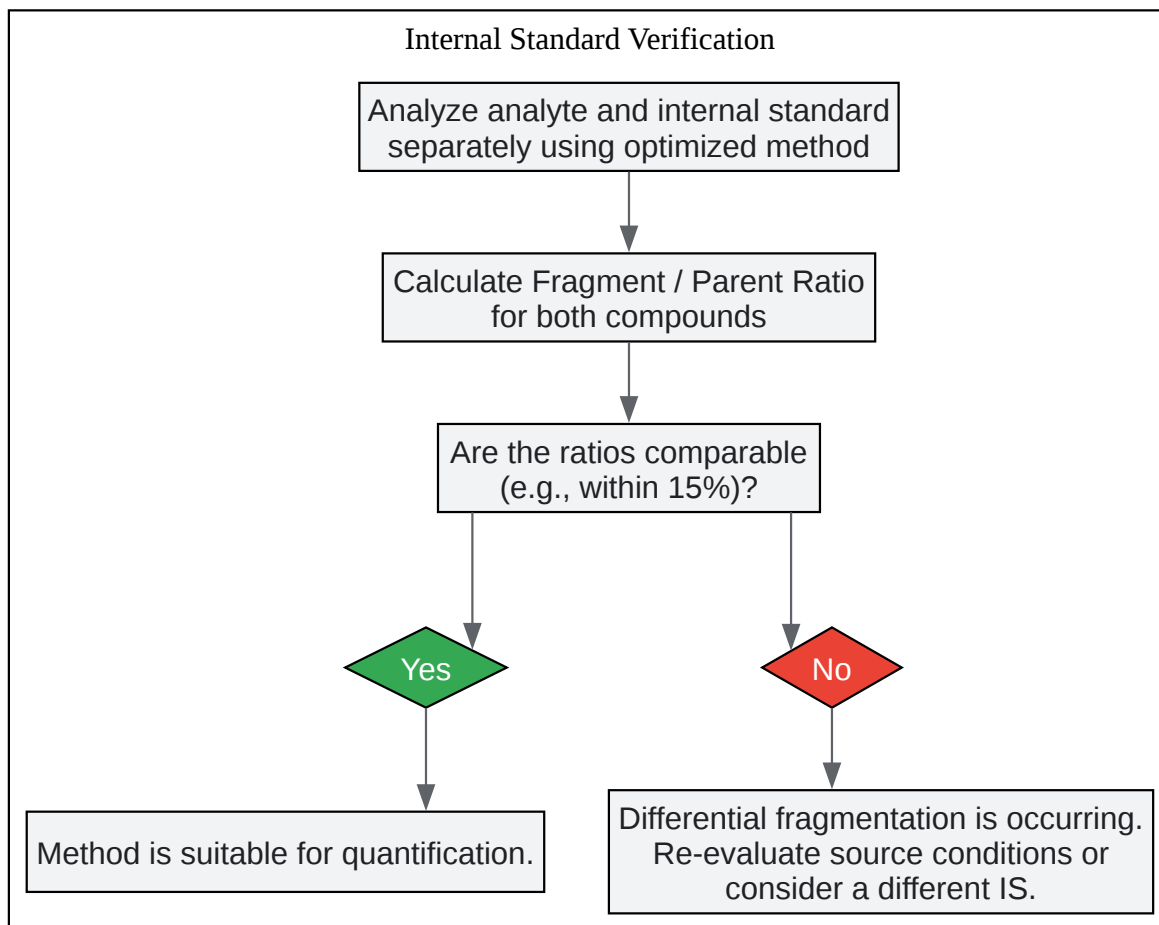 Internal Standard Verification
Analyze analyte and internal standard
separately using optimized method
Calculate Fragment / Parent Ratio
for both compounds
Are the ratios comparable
(e.g., within 15%)?
Yes
No
Method is suitable for quantification.
Differential fragmentation is occurring.
Re-evaluate source conditions or
consider a different IS.